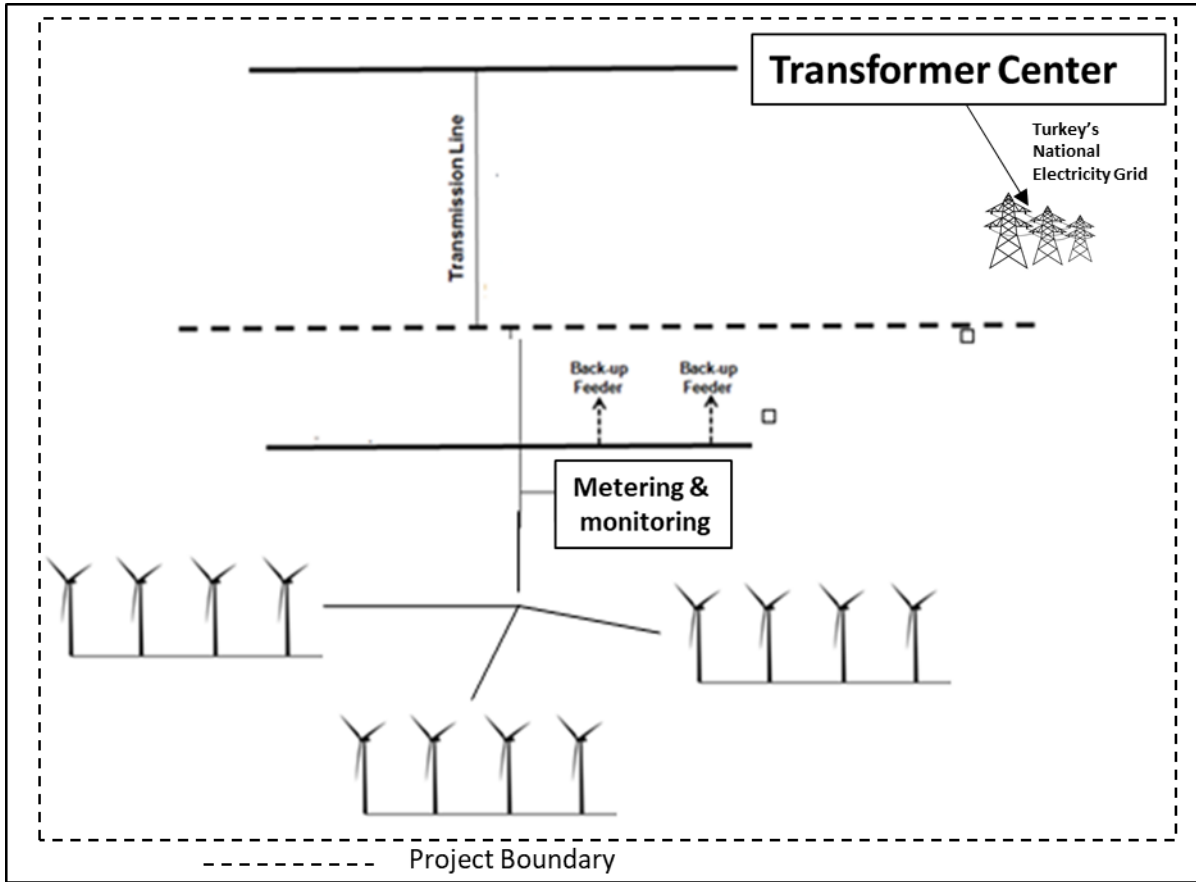 Transformer Center
Turkey's
National
Electricity Grid
Transmission Line
Back-up
Feeder
Back-up
Feeder
Metering &
monitoring
Project Boundary